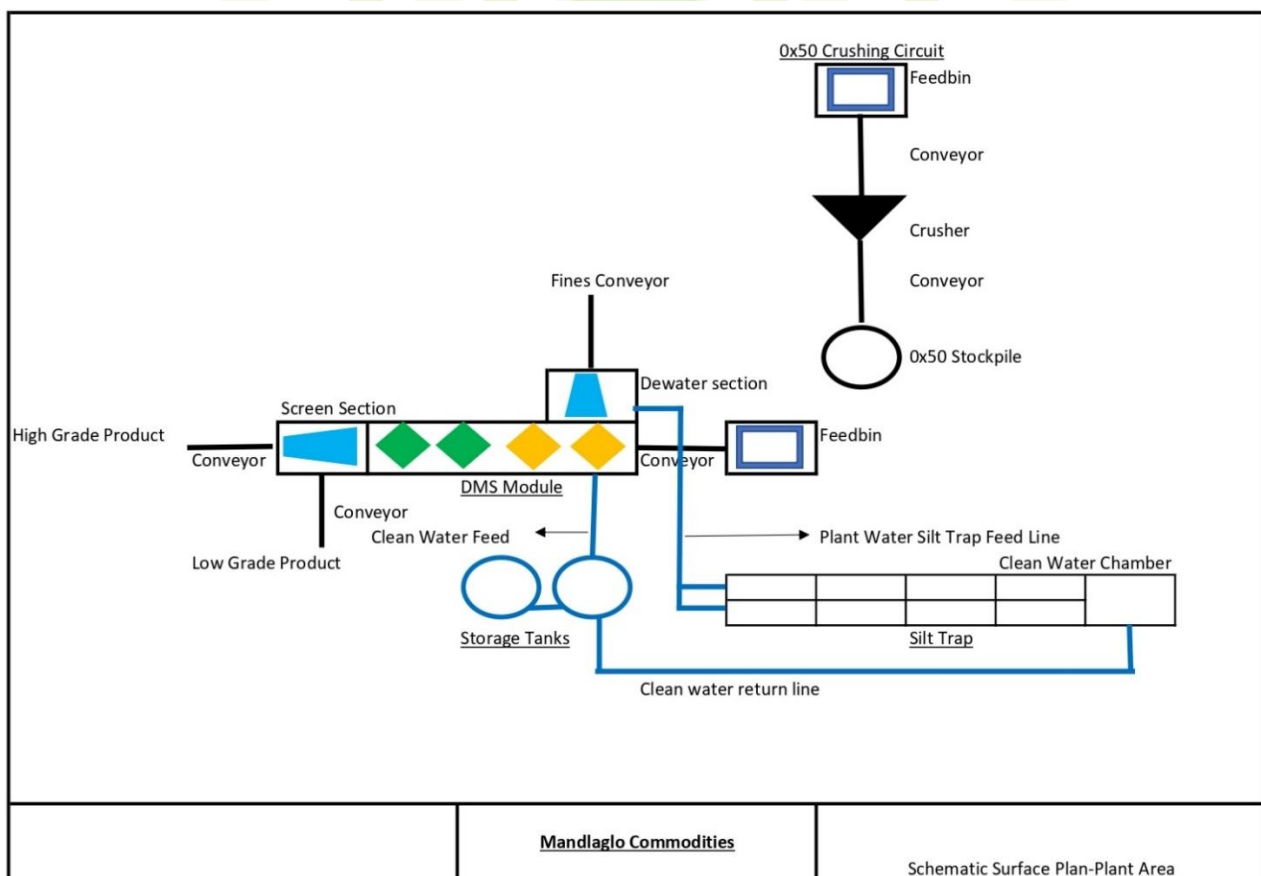 0x50 Crushing Circuit
Feedbin
Conveyor
Crusher
Conveyor
Fines Conveyor
0x50 Stockpile
Dewater section
Screen Section
High Grade Product
Feedbin
Conveyor
Conveyor
DMS Module
Conveyor
Clean Water Feed
Plant Water Silt Trap Feed Line
Low Grade Product
Clean Water Chamber
Storage Tanks
Silt Trap
Clean water return line
Mandlaglo Commodities
Schematic Surface Plan-Plant Area